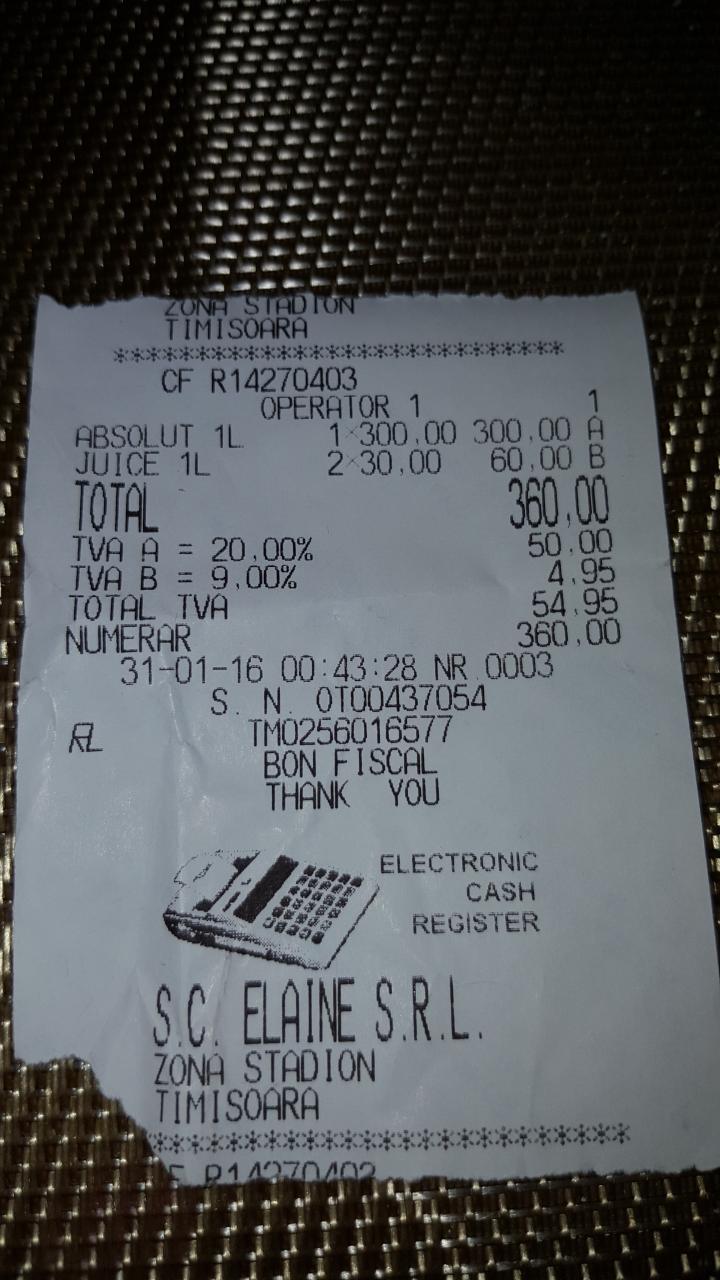 ZONA STADION
TIMISOARA
****************************
CF R14270403
OPERATOR 1 1
ABSOLUT 1L 1×300,00 300,00 A
JUICE 1L 2×30,00 60,00 B
TOTAL 360,00
TVA A = 20,00% 50,00
TVA B = 9,00% 4,95
TOTAL TVA 54,95
NUMERAR 360,00
31-01-16 00:43:28 NR 0003
S. N. 0T00437054
TM0256016577
BON FISCAL
THANK YOU
ELECTRONIC
CASH
REGISTER
S.C. ELAINE S.R.L.
ZONA STADION
TIMISOARA
******************************